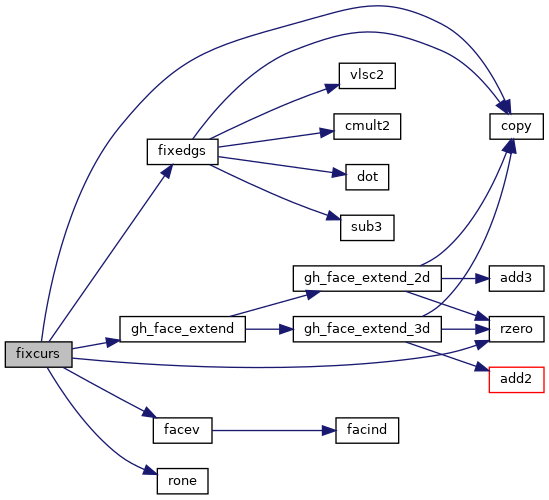 vlsc2
copy
cmult2
fixedgs
dot
sub3
gh_face_extend_2d
add3
gh_face_extend
gh_face_extend_3d
rzero
fixcurs
add2
facev
facind
rone